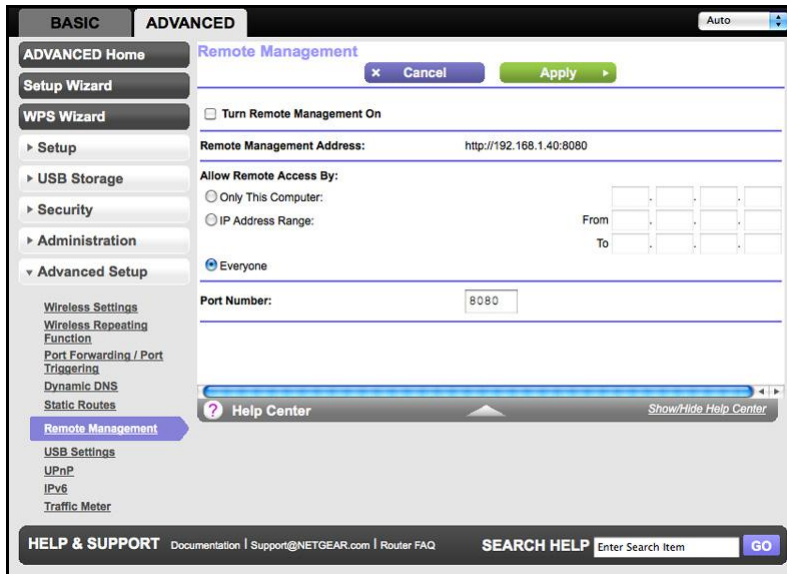 BASIC
ADVANCED
Auto
ADVANCED Home
Setup Wizard
WPS Wizard
Setup
USB Storage
Security
Administration
Advanced Setup
Wireless Settings
Wireless Repeating
Function
Port Forwarding / Port
Triggering
Dynamic DNS
Static Routes
Remote Management
USB Settings
UPnP
IPv6
Traffic Meter
Remote Management
x Cancel
Apply
Turn Remote Management On
Remote Management Address: http://192.168.1.40:8080
Allow Remote Access By:
Only This Computer: . . .
IP Address Range: From . . .
To . . .
Everyone
Port Number: 8080
? Help Center Show/Hide Help Center
HELP & SUPPORT Documentation | Support@NETGEAR.com | Router FAQ SEARCH HELP Enter Search Item GO